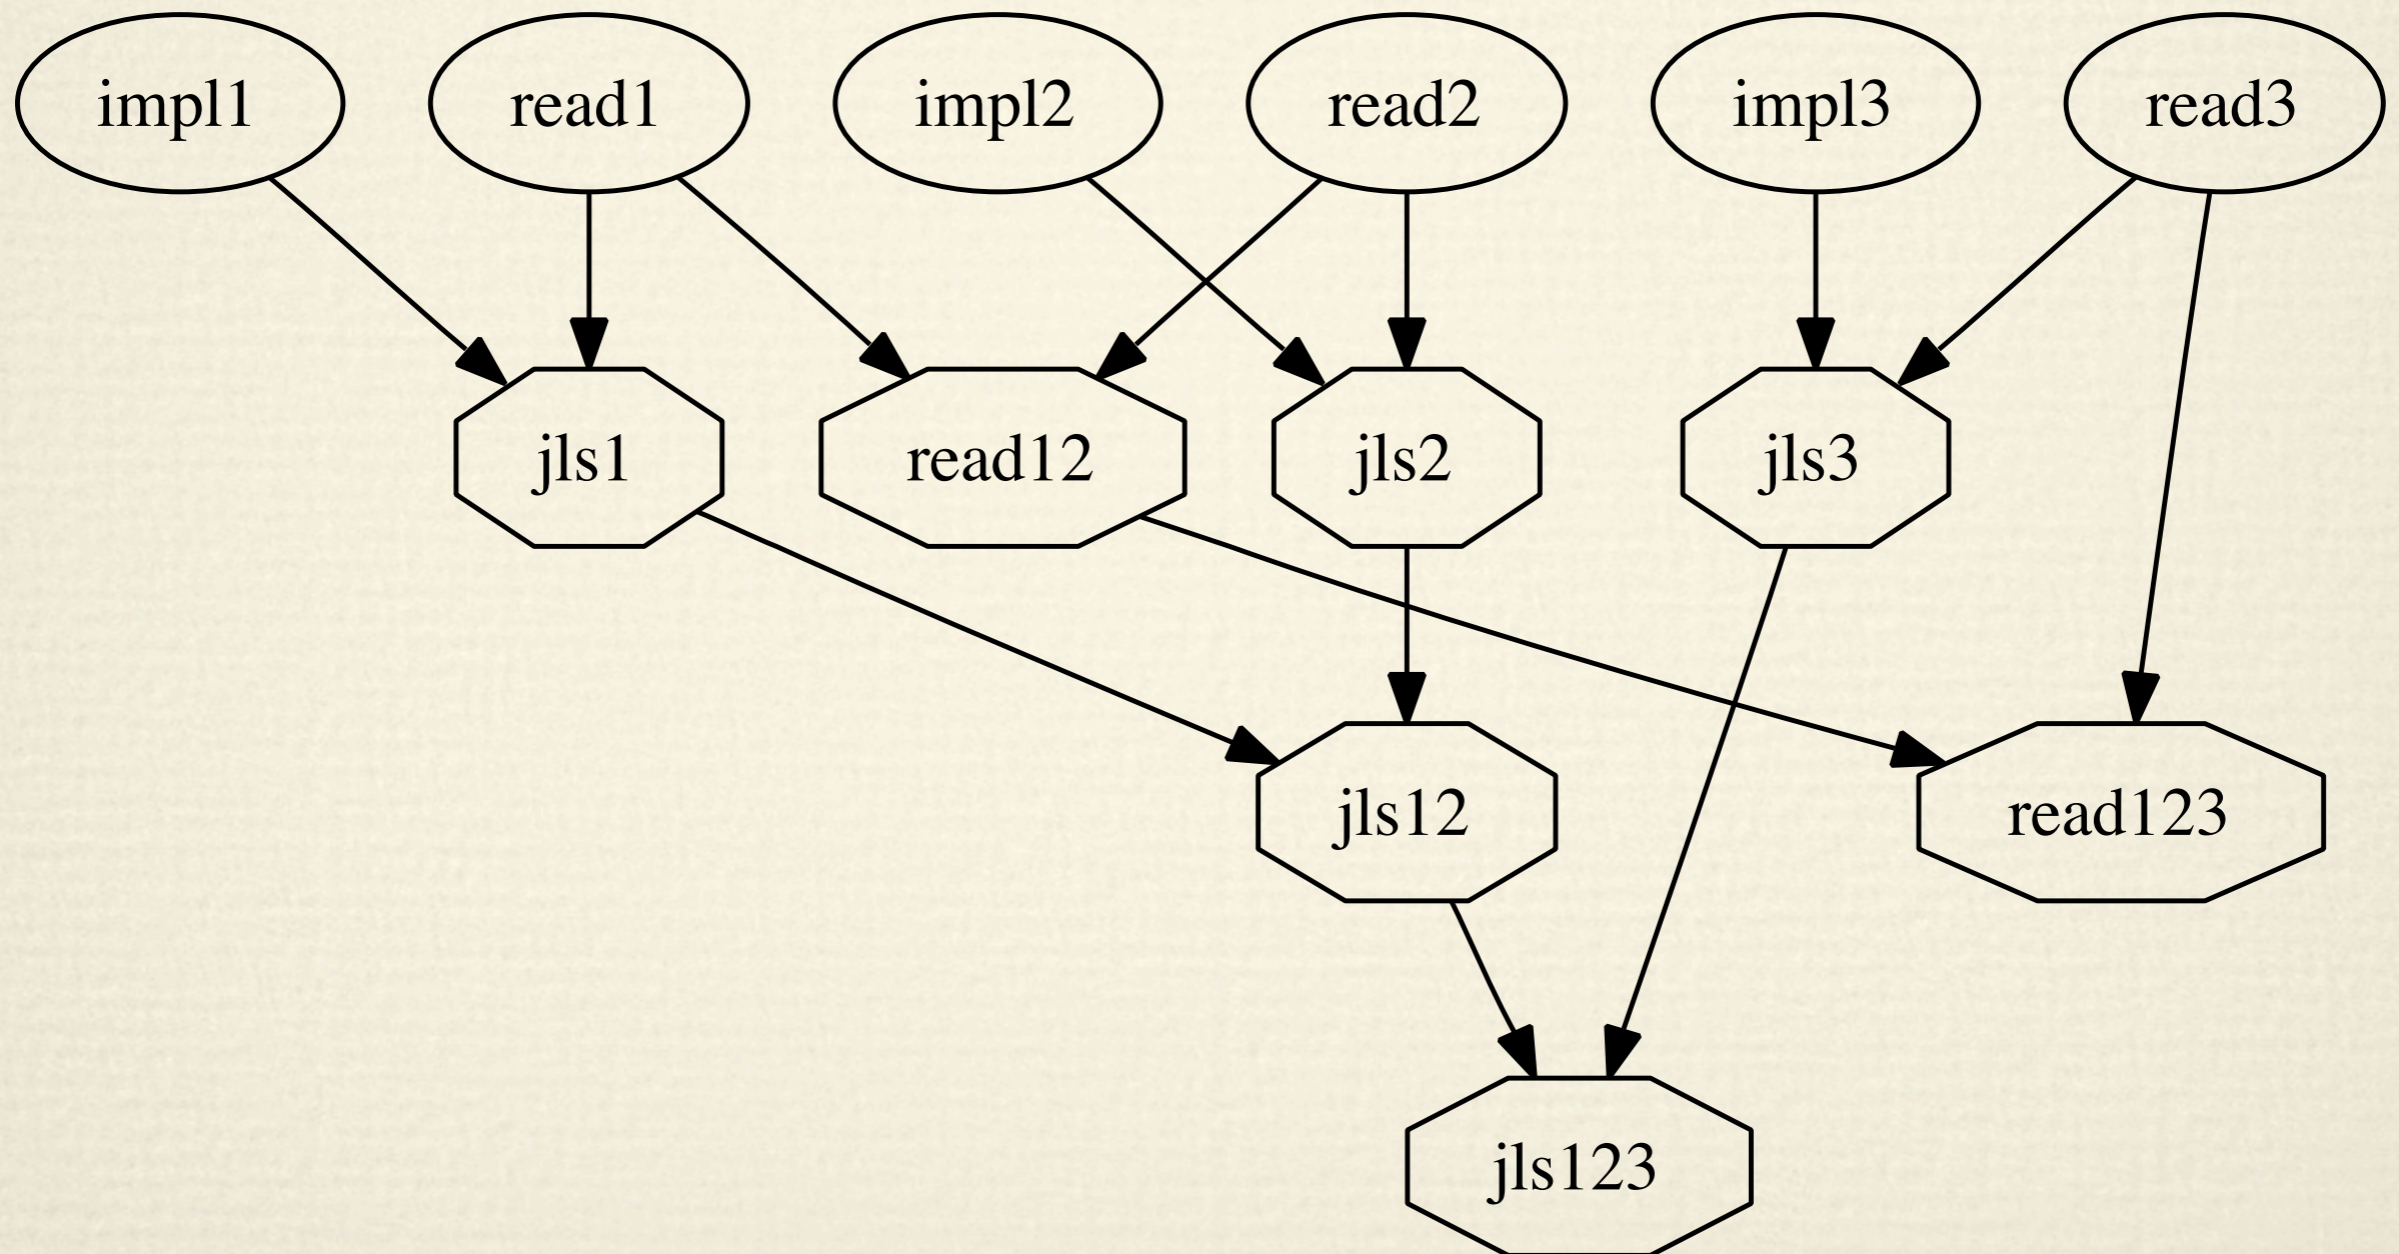 impl1 read1 impl2 read2 impl3 read3
jls1 read12 jls2 jls3
jls12 read123
jls123